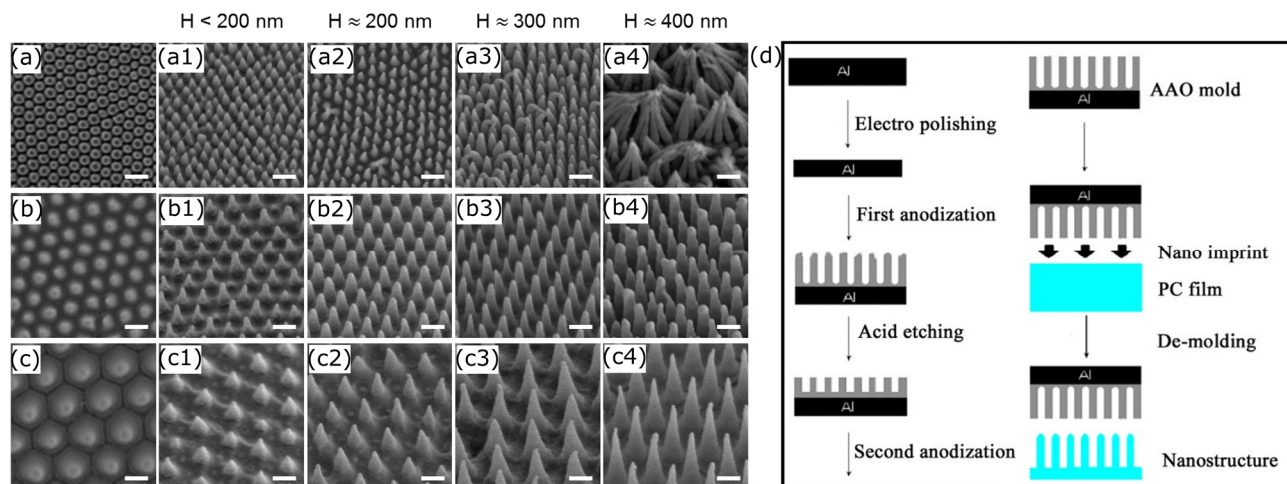 H < 200 nm
H ≈ 200 nm
H ≈ 300 nm
H ≈ 400 nm
(a)
(a1)
(a2)
(a3)
(a4)
(b)
(b1)
(b2)
(b3)
(b4)
(c)
(c1)
(c2)
(c3)
(c4)
(d)
Al
Electro polishing
First anodization
Al
Acid etching
Al
Second anodization
Al
AAO mold
Al
Nano imprint
PC film
De-molding
Al
Nanostructure